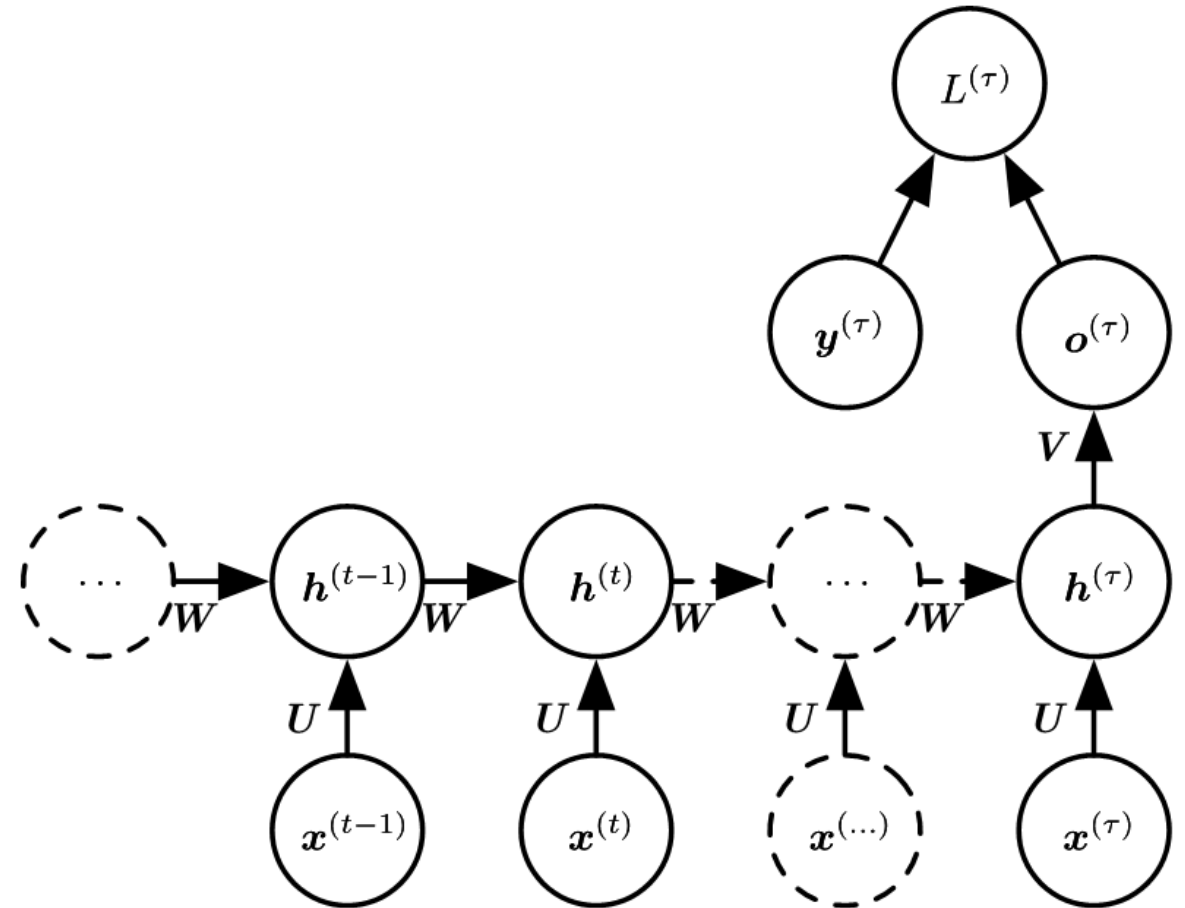 L^(τ)
y^(τ) o^(τ)
V
... h^(t−1) h^(t) ... h^(τ)
W W W W
U U U U
x^(t−1) x^(t) x^(...) x^(τ)